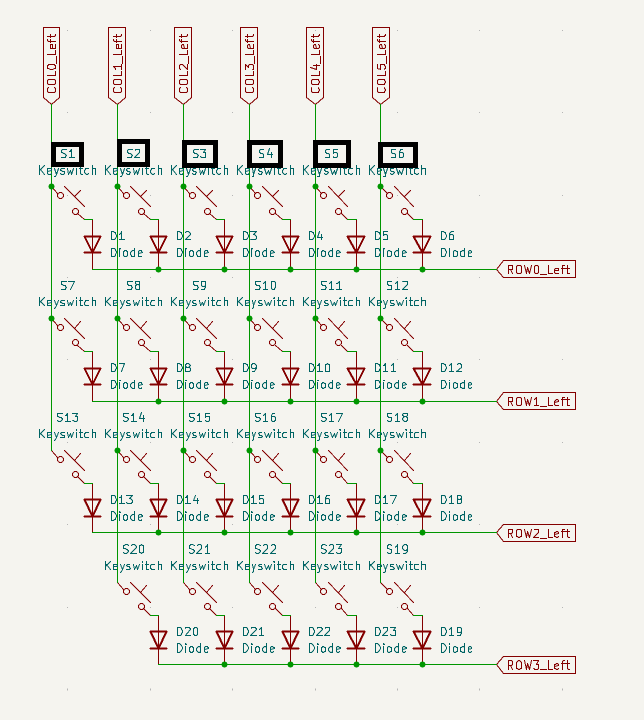 COL0_Left COL1_Left COL2_Left COL3_Left COL4_Left COL5_Left
S1 S2 S3 S4 S5 S6
Keyswitch Keyswitch Keyswitch Keyswitch Keyswitch Keyswitch
D1 D2 D3 D4 D5 D6
Diode Diode Diode Diode Diode Diode
ROW0_Left
S7 S8 S9 S10 S11 S12
Keyswitch Keyswitch Keyswitch Keyswitch Keyswitch Keyswitch
D7 D8 D9 D10 D11 D12
Diode Diode Diode Diode Diode Diode
ROW1_Left
S13 S14 S15 S16 S17 S18
Keyswitch Keyswitch Keyswitch Keyswitch Keyswitch Keyswitch
D13 D14 D15 D16 D17 D18
Diode Diode Diode Diode Diode Diode
ROW2_Left
S20 S21 S22 S23 S19
Keyswitch Keyswitch Keyswitch Keyswitch Keyswitch
D20 D21 D22 D23 D19
Diode Diode Diode Diode Diode
ROW3_Left